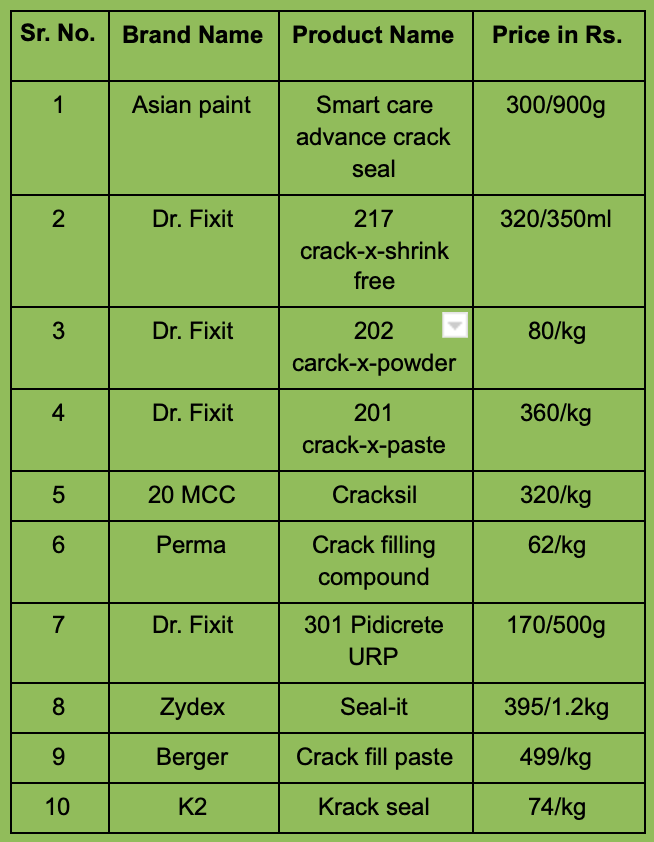 Sr. No. Brand Name Product Name Price in Rs.
1 Asian paint Smart care 300/900g
advance crack
seal
2 Dr. Fixit 217 320/350ml
crack-x-shrink
free
3 Dr. Fixit 202 80/kg
carck-x-powder
4 Dr. Fixit 201 360/kg
crack-x-paste
5 20 MCC Cracksil 320/kg
6 Perma Crack filling 62/kg
compound
7 Dr. Fixit 301 Pidicrete 170/500g
URP
8 Zydex Seal-it 395/1.2kg
9 Berger Crack fill paste 499/kg
10 K2 Krack seal 74/kg